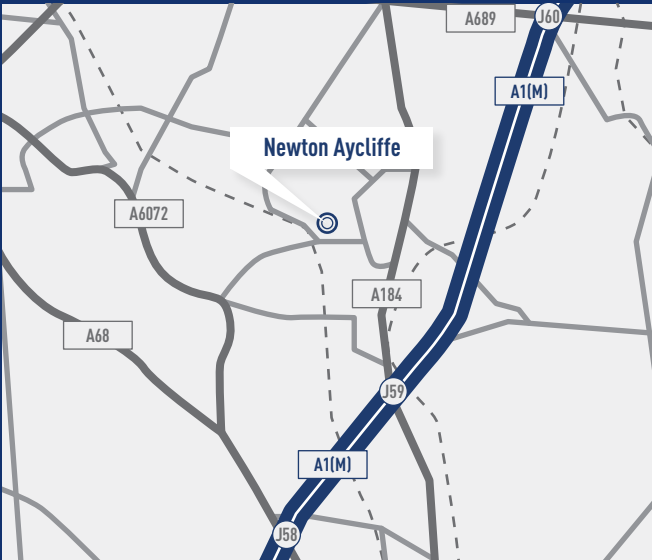 A689
J60
A1(M)
Newton Aycliffe
A6072
A184
A68
J59
A1(M)
J58